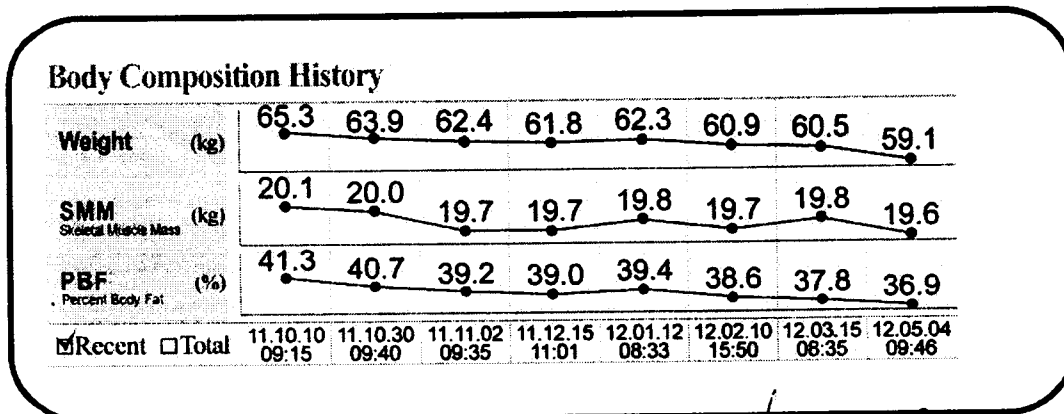 Body Composition History
Weight (kg) 65.3 63.9 62.4 61.8 62.3 60.9 60.5 59.1
SMM (kg) 20.1 20.0 19.7 19.7 19.8 19.7 19.8 19.6
Skeletal Muscle Mass
PBF (%) 41.3 40.7 39.2 39.0 39.4 38.6 37.8 36.9
Percent Body Fat
☑Recent ☐Total 11.10.10 11.10.30 11.11.02 11.12.15 12.01.12 12.02.10 12.03.15 12.05.04
09:15 09:40 09:35 11:01 08:33 15:50 08:35 09:46